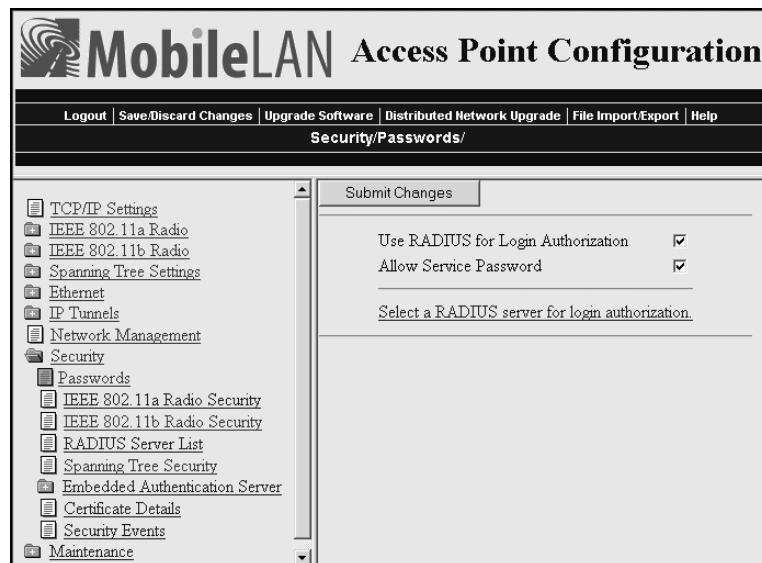 MobileLAN Access Point Configuration
Logout | Save/Discard Changes | Upgrade Software | Distributed Network Upgrade | File Import/Export | Help
Security/Passwords/
TCP/IP Settings
IEEE 802.11a Radio
IEEE 802.11b Radio
Spanning Tree Settings
Ethernet
IP Tunnels
Network Management
Security
Passwords
IEEE 802.11a Radio Security
IEEE 802.11b Radio Security
RADIUS Server List
Spanning Tree Security
Embedded Authentication Server
Certificate Details
Security Events
Maintenance
Submit Changes
Use RADIUS for Login Authorization
Allow Service Password
Select a RADIUS server for login authorization.